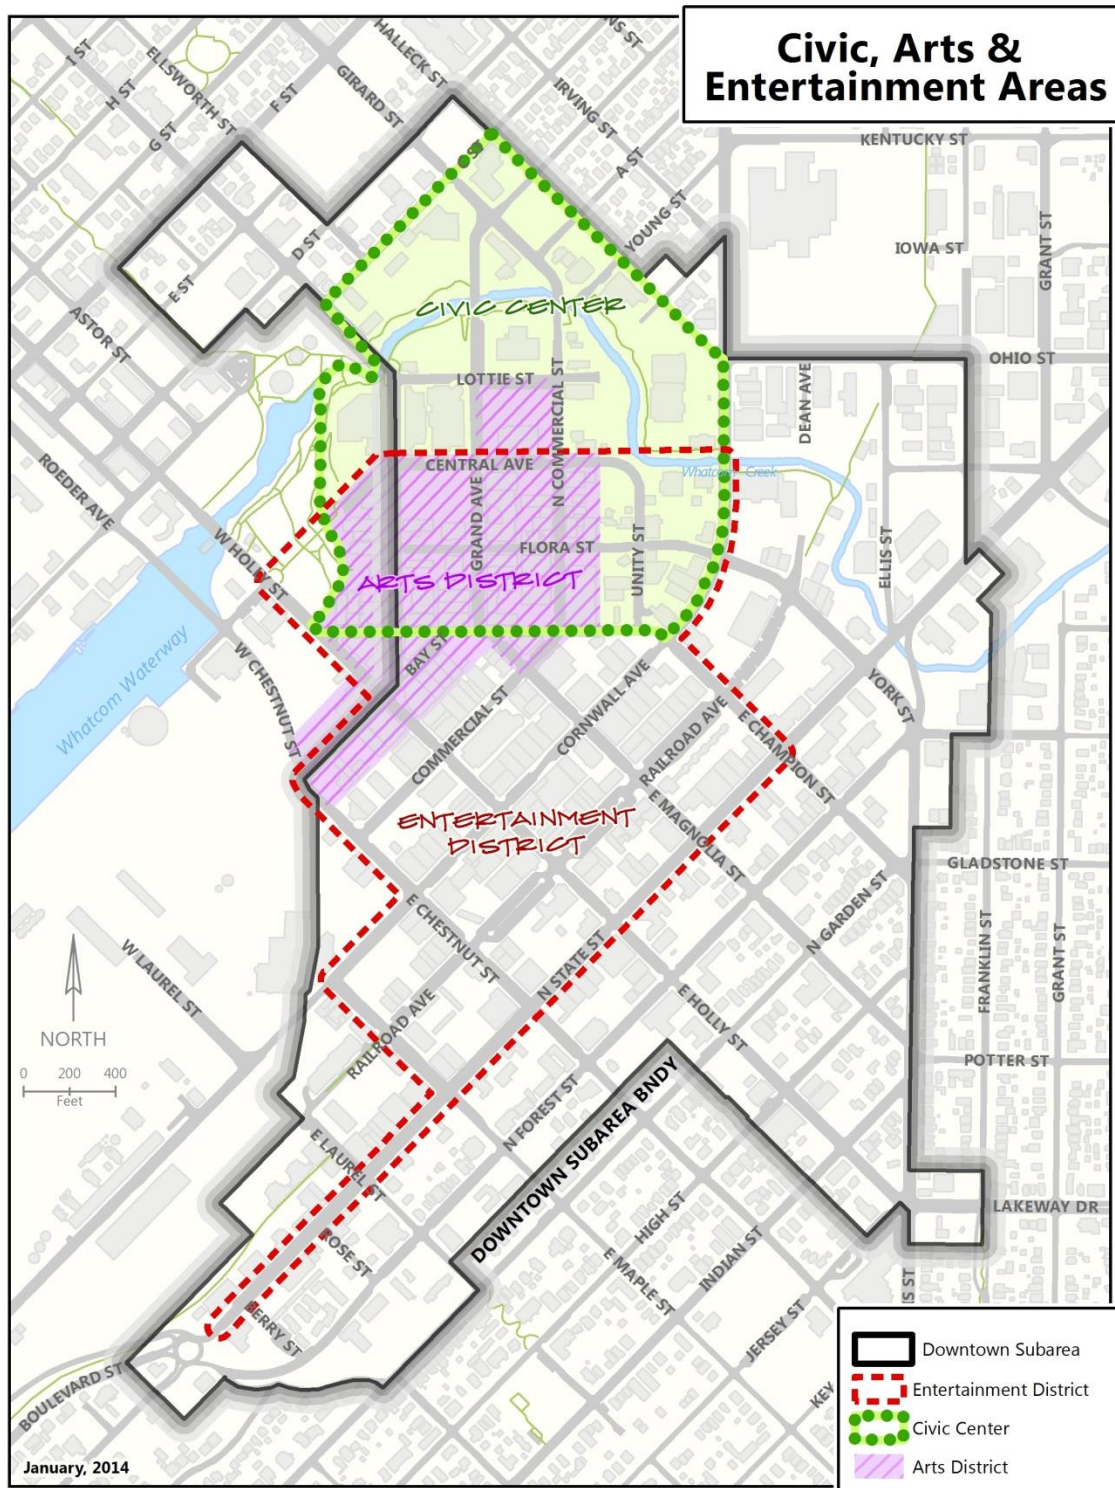 Civic, Arts &
Entertainment Areas
HALLECK ST
I ST
ELLSWORTH ST
H ST
F ST
GIRARD ST
G ST
IRVING ST
A ST
KENTUCKY ST
YOUNG ST
IOWA ST
GRANT ST
D ST
E ST
ASTOR ST
CIVIC CENTER
OHIO ST
LOTTIE ST
N COMMERCIAL ST
DEAN AVE
CENTRAL AVE
Whatcom Creek
ROEDER AVE
GRAND AVE
W HOLLY ST
FLORA ST
UNITY ST
ELLIS ST
ARTS DISTRICT
BAY ST
W CHESTNUT ST
Whatcom Waterway
COMMERCIAL ST
CORNWALL AVE
RAILROAD AVE
E CHAMPION ST
YORK ST
ENTERTAINMENT
DISTRICT
E MAGNOLIA ST
GLADSTONE ST
E CHESTNUT ST
N GARDEN ST
FRANKLIN ST
GRANT ST
W LAUREL ST
N STATE ST
E HOLLY ST
NORTH
0 200 400
Feet
RAILROAD AVE
POTTER ST
N FOREST ST
DOWNTOWN SUBAREA BNDY
E LAUREL ST
LAKEWAY DR
HIGH ST
ROSE ST
E MAPLE ST
INDIAN ST
JERSEY ST
BERRY ST
BOULEVARD ST
KEY
Downtown Subarea
Entertainment District
Civic Center
Arts District
January, 2014